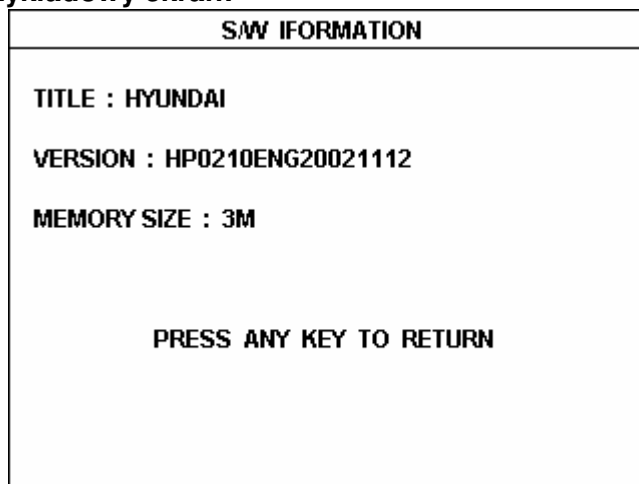 S/W IFORMATION
TITLE : HYUNDAI
VERSION : HP0210ENG20021112
MEMORY SIZE : 3M
PRESS ANY KEY TO RETURN